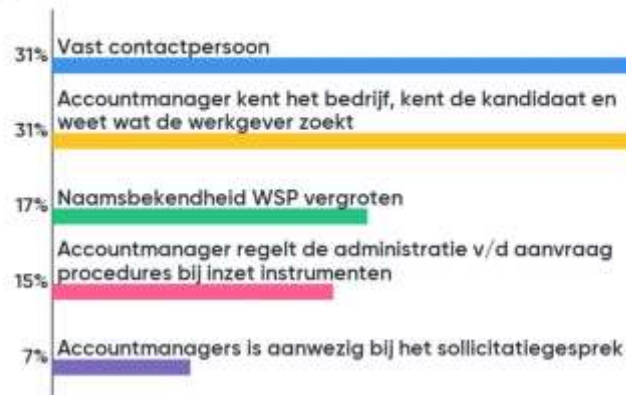 31% Vast contactpersoon
Accountmanager kent het bedrijf, kent de kandidaat en
31% weet wat de werkgever zoekt
17% Naamsbekendheid WSP vergroten
Accountmanager regelt de administratie v/d aanvraag
15% procedures bij inzet instrumenten
7% Accountmanagers is aanwezig bij het sollicitatiegesprek